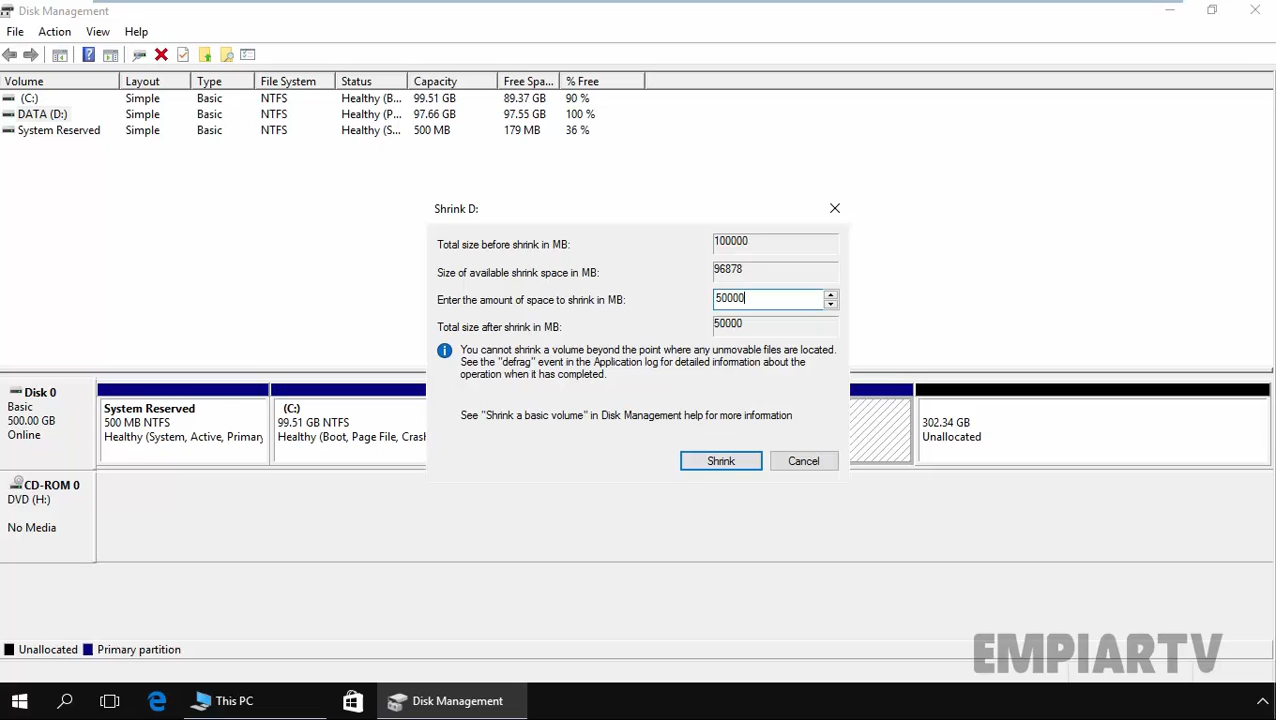 Disk Management
File Action View Help
Volume Layout Type File System Status Capacity Free Spa... % Free
(C:) Simple Basic NTFS Healthy (B... 99.51 GB 89.37 GB 90 %
DATA (D:) Simple Basic NTFS Healthy (P... 97.66 GB 97.55 GB 100 %
System Reserved Simple Basic NTFS Healthy (S... 500 MB 179 MB 36 %
Shrink D:
Total size before shrink in MB: 100000
Size of available shrink space in MB: 96878
Enter the amount of space to shrink in MB: 50000
Total size after shrink in MB: 50000
You cannot shrink a volume beyond the point where any unmovable files are located.
See the "defrag" event in the Application log for detailed information about the
operation when it has completed.
See "Shrink a basic volume" in Disk Management help for more information
Shrink Cancel
Disk 0
Basic
500.00 GB
Online
System Reserved
500 MB NTFS
Healthy (System, Active, Primary
(C:)
99.51 GB NTFS
Healthy (Boot, Page File, Cras
302.34 GB
Unallocated
CD-ROM 0
DVD (H:)
No Media
Unallocated Primary partition
EMPIARTV
This PC Disk Management